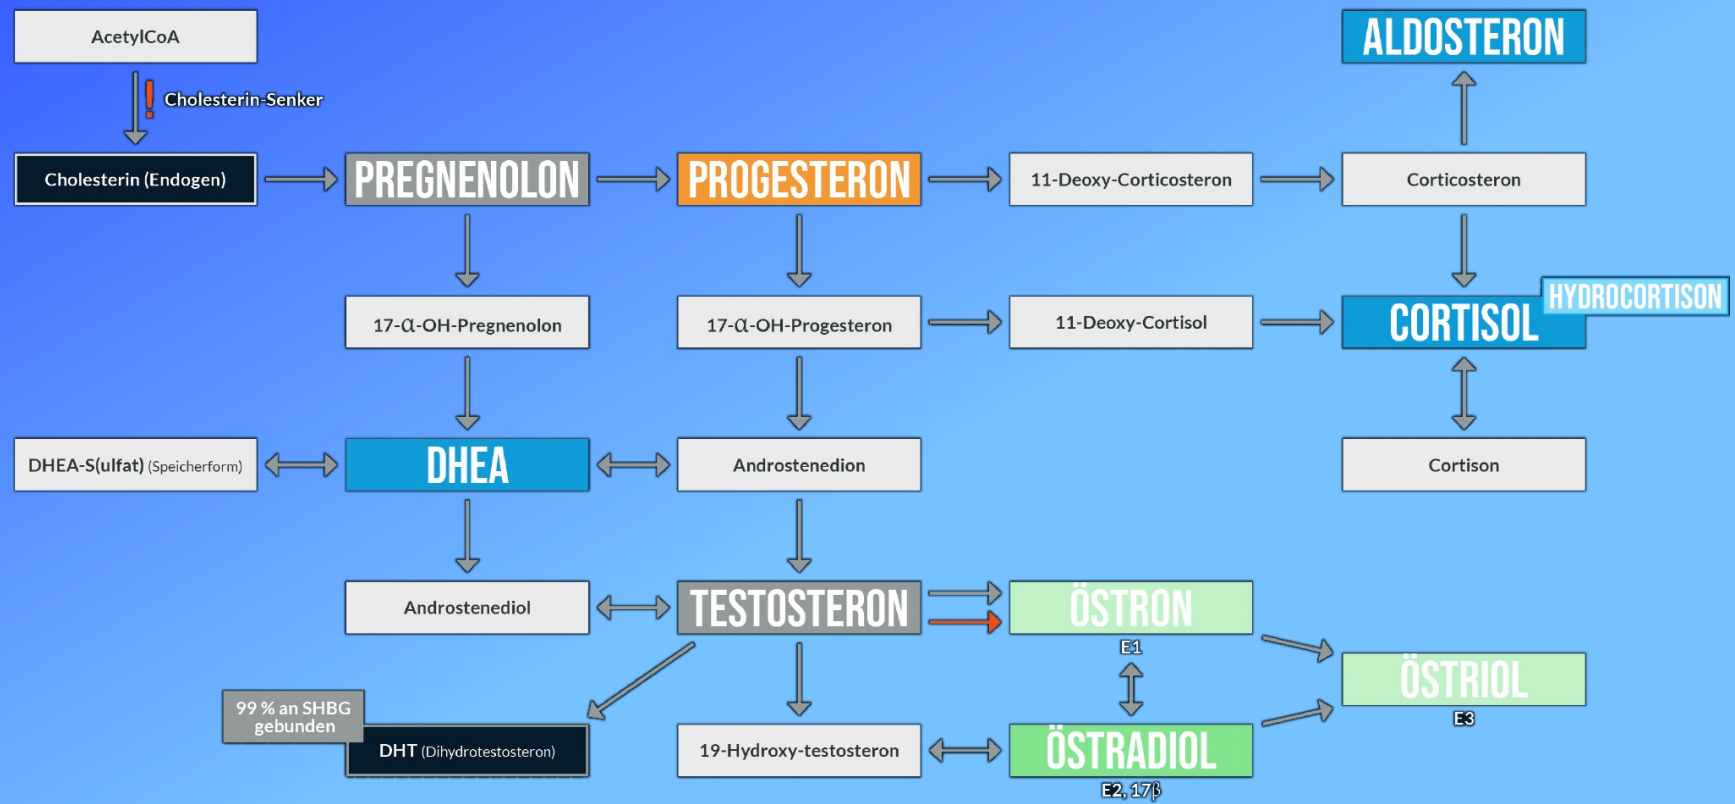 AcetylCoA
ALDOSTERON
! Cholesterin-Senker
Cholesterin (Endogen)
PREGNENOLON
PROGESTERON
11-Deoxy-Corticosteron
Corticosteron
17-α-OH-Pregnenolon
17-α-OH-Progesteron
11-Deoxy-Cortisol
CORTISOL
HYDROCORTISON
DHEA-S(ulfat) (Speicherform)
DHEA
Androstenedion
Cortison
Androstenediol
TESTOSTERON
ÖSTRON
E1
ÖSTRIOL
E3
99 % an SHBG
gebunden
DHT (Dihydrotestosteron)
19-Hydroxy-testosteron
ÖSTRADIOL
E2, 17β